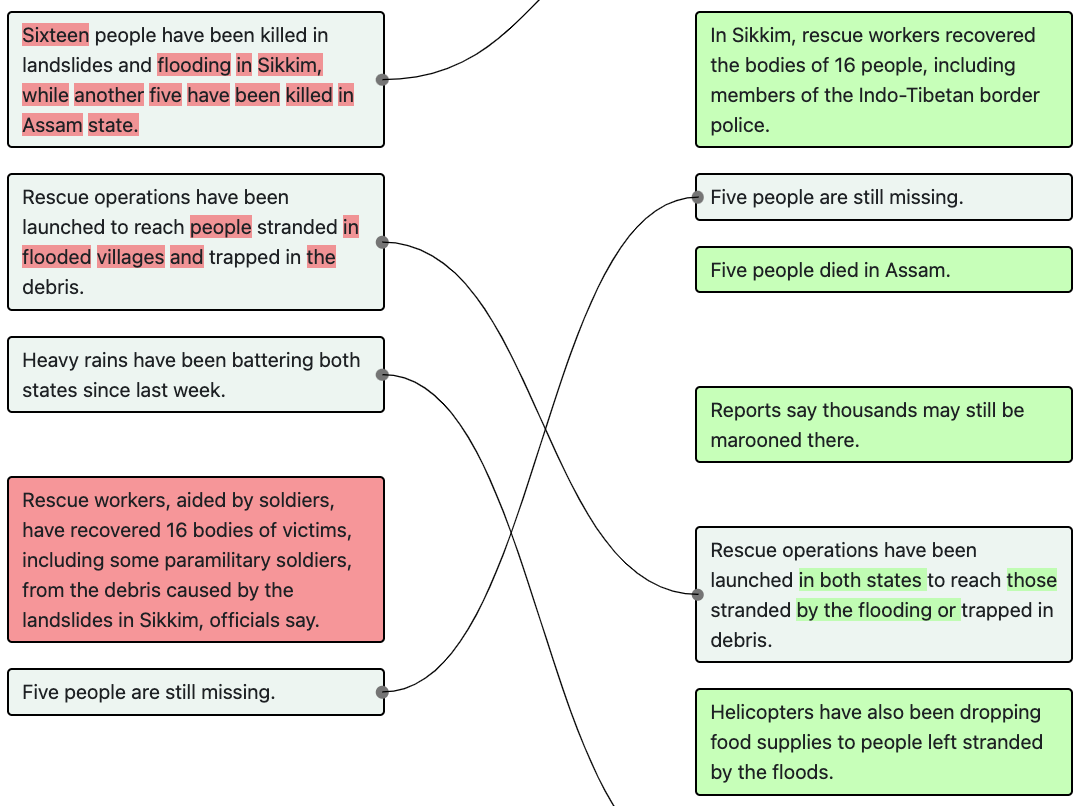 Sixteen people have been killed in
landslides and flooding in Sikkim,
while another five have been killed in
Assam state.
Rescue operations have been
launched to reach people stranded in
flooded villages and trapped in the
debris.
Heavy rains have been battering both
states since last week.
Rescue workers, aided by soldiers,
have recovered 16 bodies of victims,
including some paramilitary soldiers,
from the debris caused by the
landslides in Sikkim, officials say.
Five people are still missing.
In Sikkim, rescue workers recovered
the bodies of 16 people, including
members of the Indo-Tibetan border
police.
Five people are still missing.
Five people died in Assam.
Reports say thousands may still be
marooned there.
Rescue operations have been
launched in both states to reach those
stranded by the flooding or trapped in
debris.
Helicopters have also been dropping
food supplies to people left stranded
by the floods.